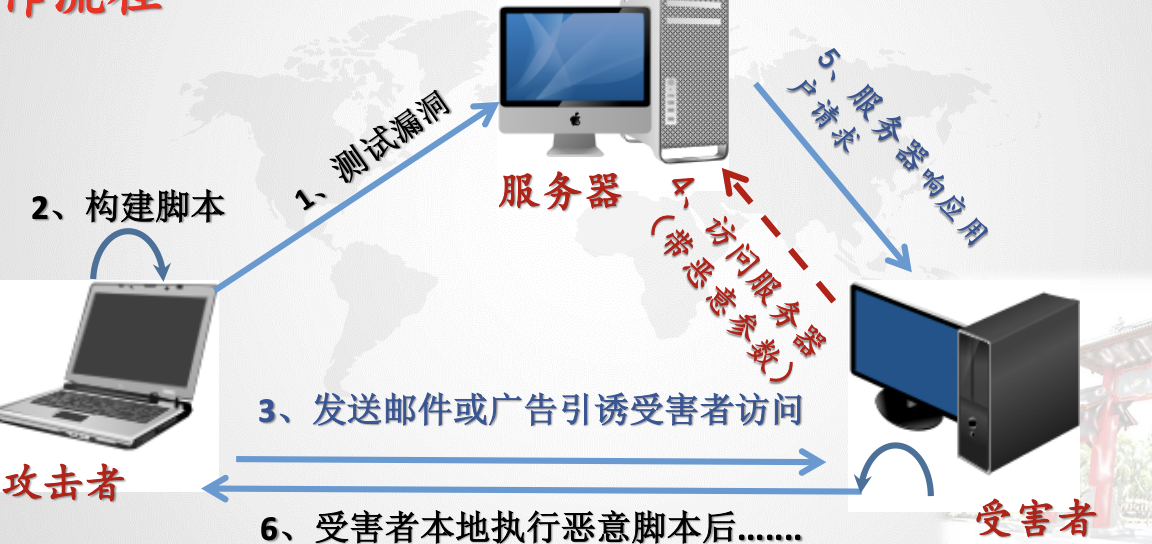 作流程
1、测试漏洞
2、构建脚本
服务器
5、服务器响应用
户请求
4、访问服务器
（带恶意参数）
3、发送邮件或广告引诱受害者访问
攻击者
受害者
6、受害者本地执行恶意脚本后.......